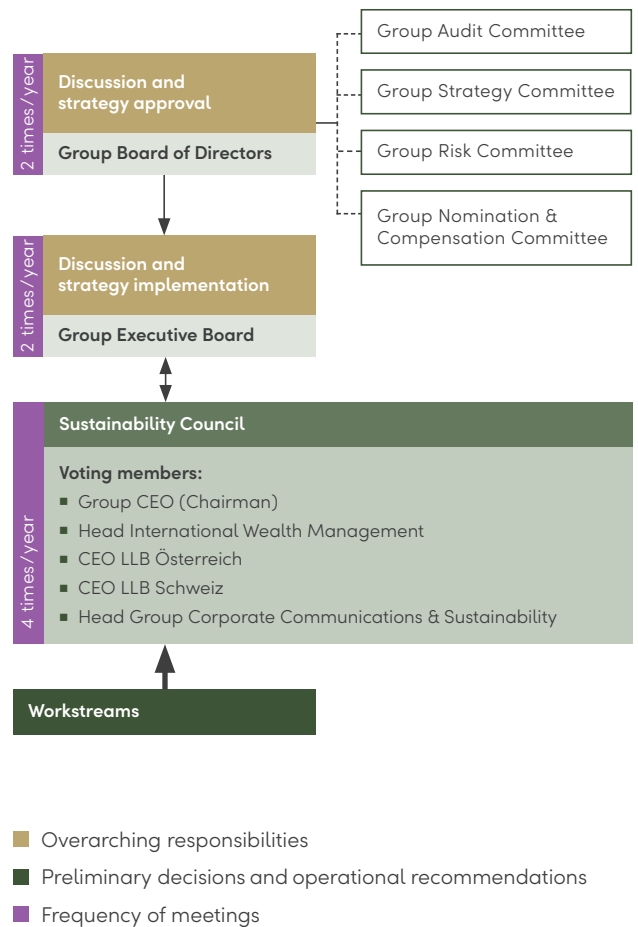 2 times/year
Discussion and
strategy approval
Group Board of Directors
Group Audit Committee
Group Strategy Committee
Group Risk Committee
Group Nomination &
Compensation Committee
2 times/year
Discussion and
strategy implementation
Group Executive Board
4 times/year
Sustainability Council
Voting members:
▪ Group CEO (Chairman)
▪ Head International Wealth Management
▪ CEO LLB Österreich
▪ CEO LLB Schweiz
▪ Head Group Corporate Communications & Sustainability
Workstreams
Overarching responsibilities
Preliminary decisions and operational recommendations
Frequency of meetings